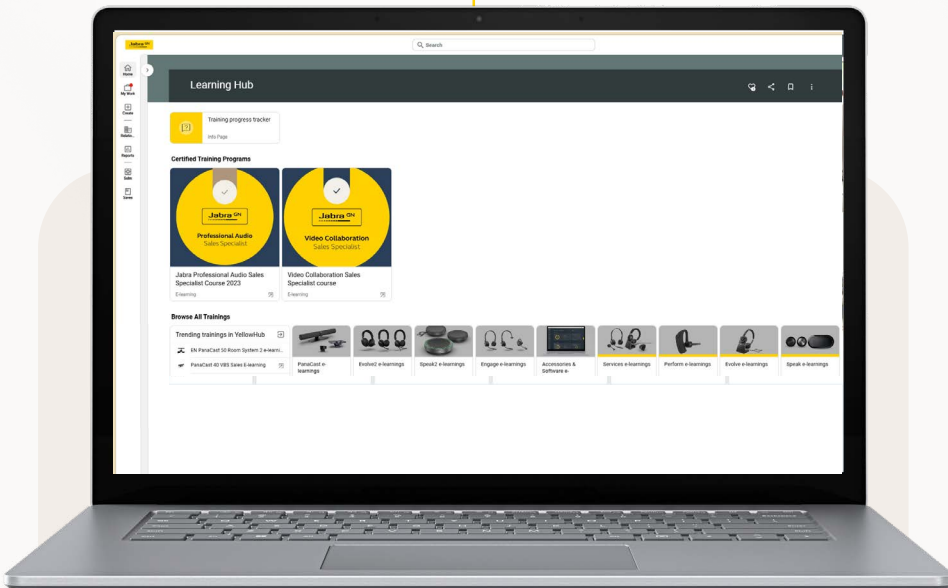 Jabra GN
Search
Home
My Work
Create
Relatio...
Reports
Sales
Saves
Learning Hub
Training progress tracker
Info Page
Certified Training Programs
Jabra GN
Professional Audio
Sales Specialist
Jabra GN
Video Collaboration
Sales Specialist
Jabra Professional Audio Sales
Specialist Course 2023
E-learning
Video Collaboration Sales
Specialist course
E-learning
Browse All Trainings
Trending trainings in YellowHub
EN PanaCast 50 Room System 2 e-learni...
PanaCast 40 VBS Sales E-learning
PanaCast e-
learnings
Evolve2 e-learnings
Speak2 e-learnings
Engage e-learnings
Accessories &
Software e-
Services e-learnings
Perform e-learnings
Evolve e-learnings
Speak e-learnings